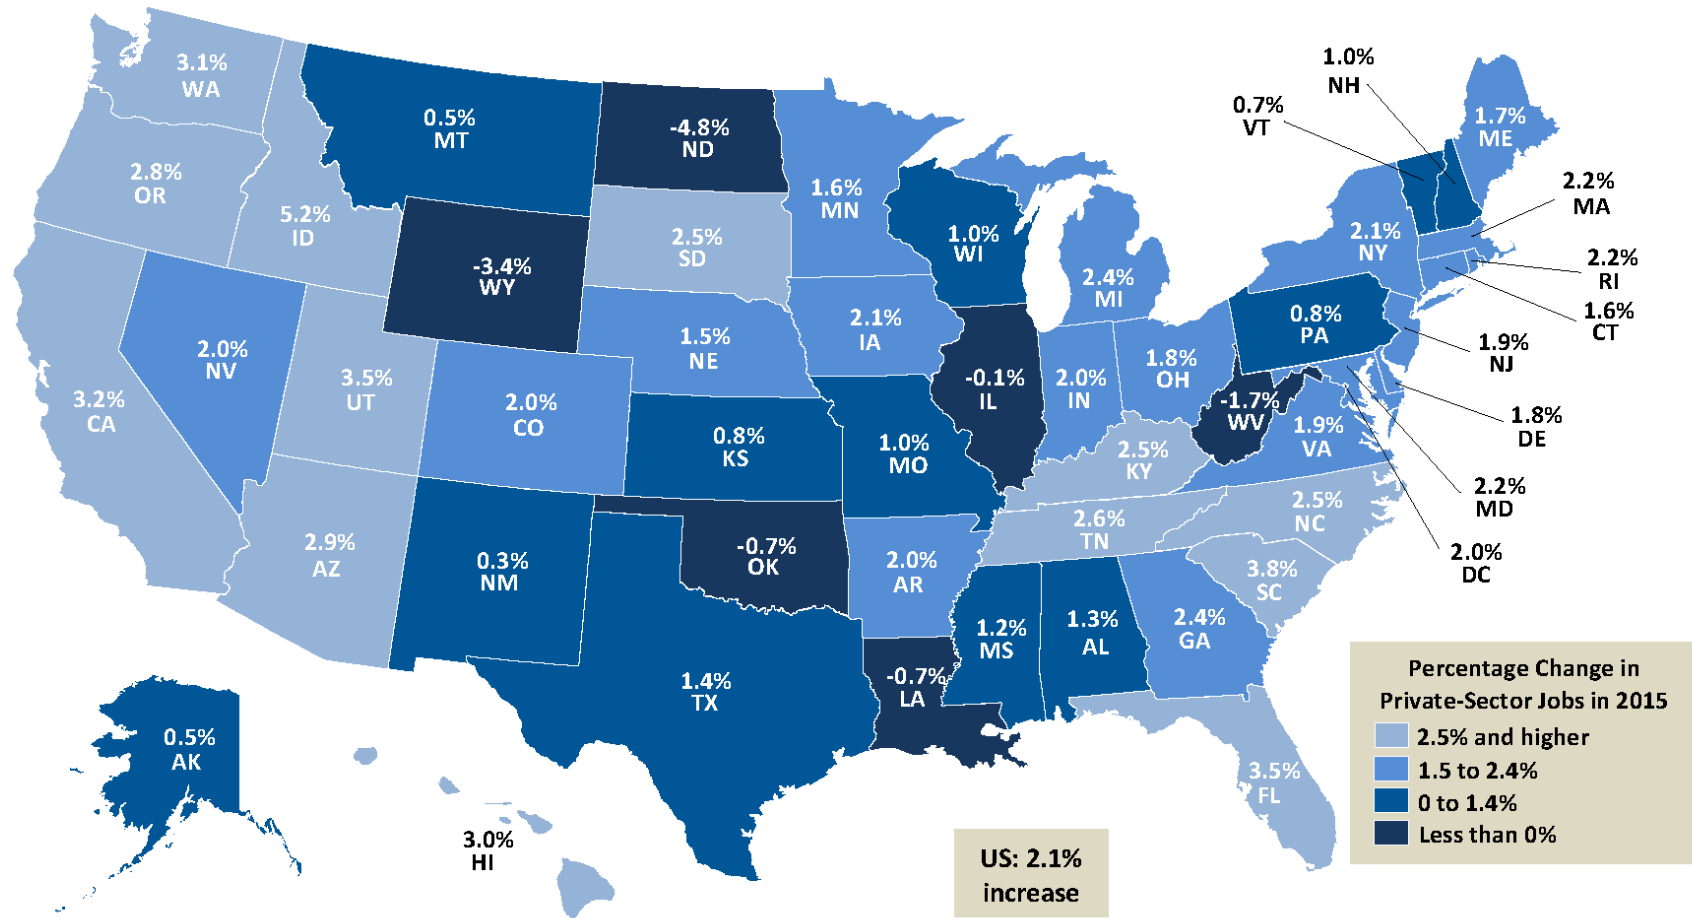 3.1%
WA
2.8%
OR
5.2%
ID
0.5%
MT
-4.8%
ND
1.6%
MN
1.0%
WI
2.4%
MI
2.1%
NY
0.7%
VT
1.0%
NH
1.7%
ME
2.2%
MA
2.2%
RI
1.6%
CT
1.9%
NJ
1.8%
DE
2.2%
MD
2.0%
DC
-3.4%
WY
2.5%
SD
2.1%
IA
1.5%
NE
2.0%
NV
3.2%
CA
3.5%
UT
2.0%
CO
0.8%
KS
1.0%
MO
-0.1%
IL
2.0%
IN
1.8%
OH
0.8%
PA
-1.7%
WV
1.9%
VA
2.5%
KY
2.6%
TN
2.5%
NC
3.8%
SC
2.9%
AZ
0.3%
NM
-0.7%
OK
2.0%
AR
1.2%
MS
1.3%
AL
2.4%
GA
1.4%
TX
-0.7%
LA
3.5%
FL
0.5%
AK
3.0%
HI
US: 2.1%
increase
Percentage Change in
Private-Sector Jobs in 2015
2.5% and higher
1.5 to 2.4%
0 to 1.4%
Less than 0%